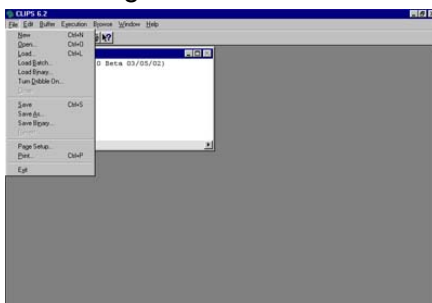 CLIPS 6.2
File Edit Buffer Execution Browse Window Help
New Ctrl+N
Open... Ctrl+O
Load... Ctrl+L
Load Batch...
Load Binary...
Turn Dribble On...
Close
Save Ctrl+S
Save As...
Save Binary...
Revert
Page Setup...
Print... Ctrl+P
Exit
0 Beta 03/05/02)